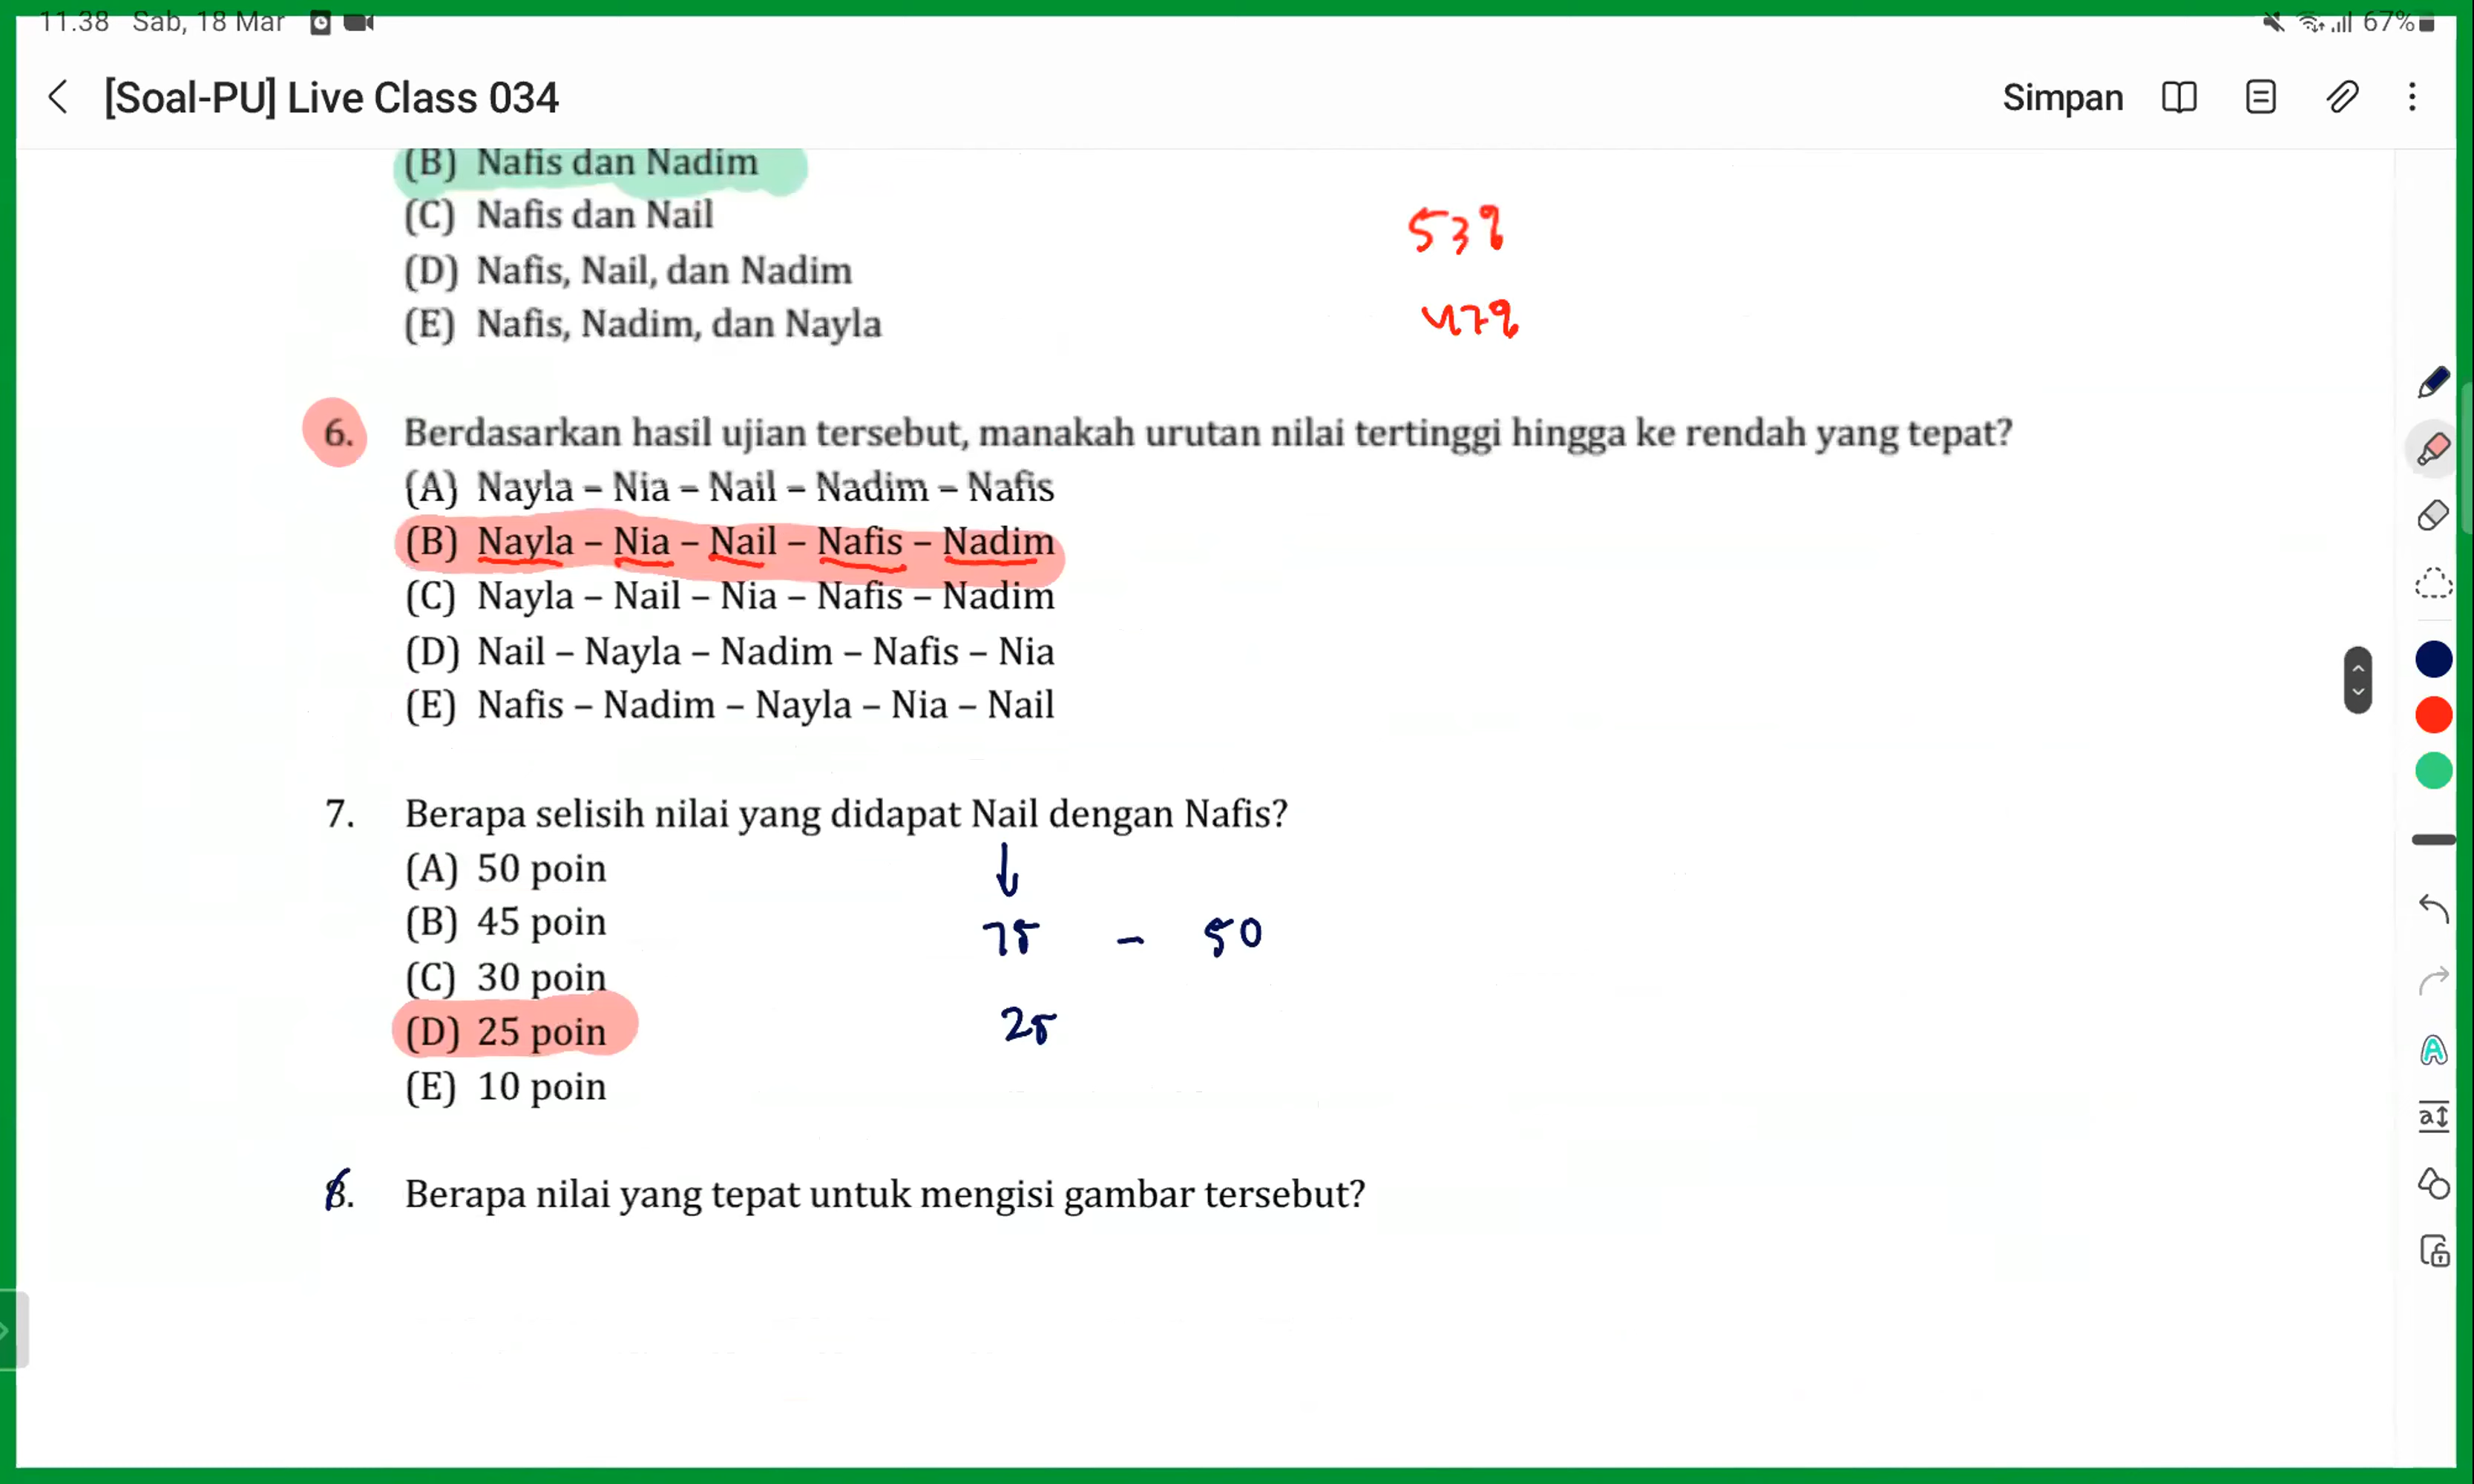 11.38 Sab, 18 Mar 67%
[Soal-PU] Live Class 034 Simpan
(B) Nafis dan Nadim
(C) Nafis dan Nail
(D) Nafis, Nail, dan Nadim
(E) Nafis, Nadim, dan Nayla
6. Berdasarkan hasil ujian tersebut, manakah urutan nilai tertinggi hingga ke rendah yang tepat?
(A) Nayla – Nia – Nail – Nadim – Nafis
(B) Nayla – Nia – Nail – Nafis – Nadim
(C) Nayla – Nail – Nia – Nafis – Nadim
(D) Nail – Nayla – Nadim – Nafis – Nia
(E) Nafis – Nadim – Nayla – Nia – Nail
7. Berapa selisih nilai yang didapat Nail dengan Nafis?
(A) 50 poin
(B) 45 poin
75 - 50
(C) 30 poin
(D) 25 poin
25
(E) 10 poin
8. Berapa nilai yang tepat untuk mengisi gambar tersebut?